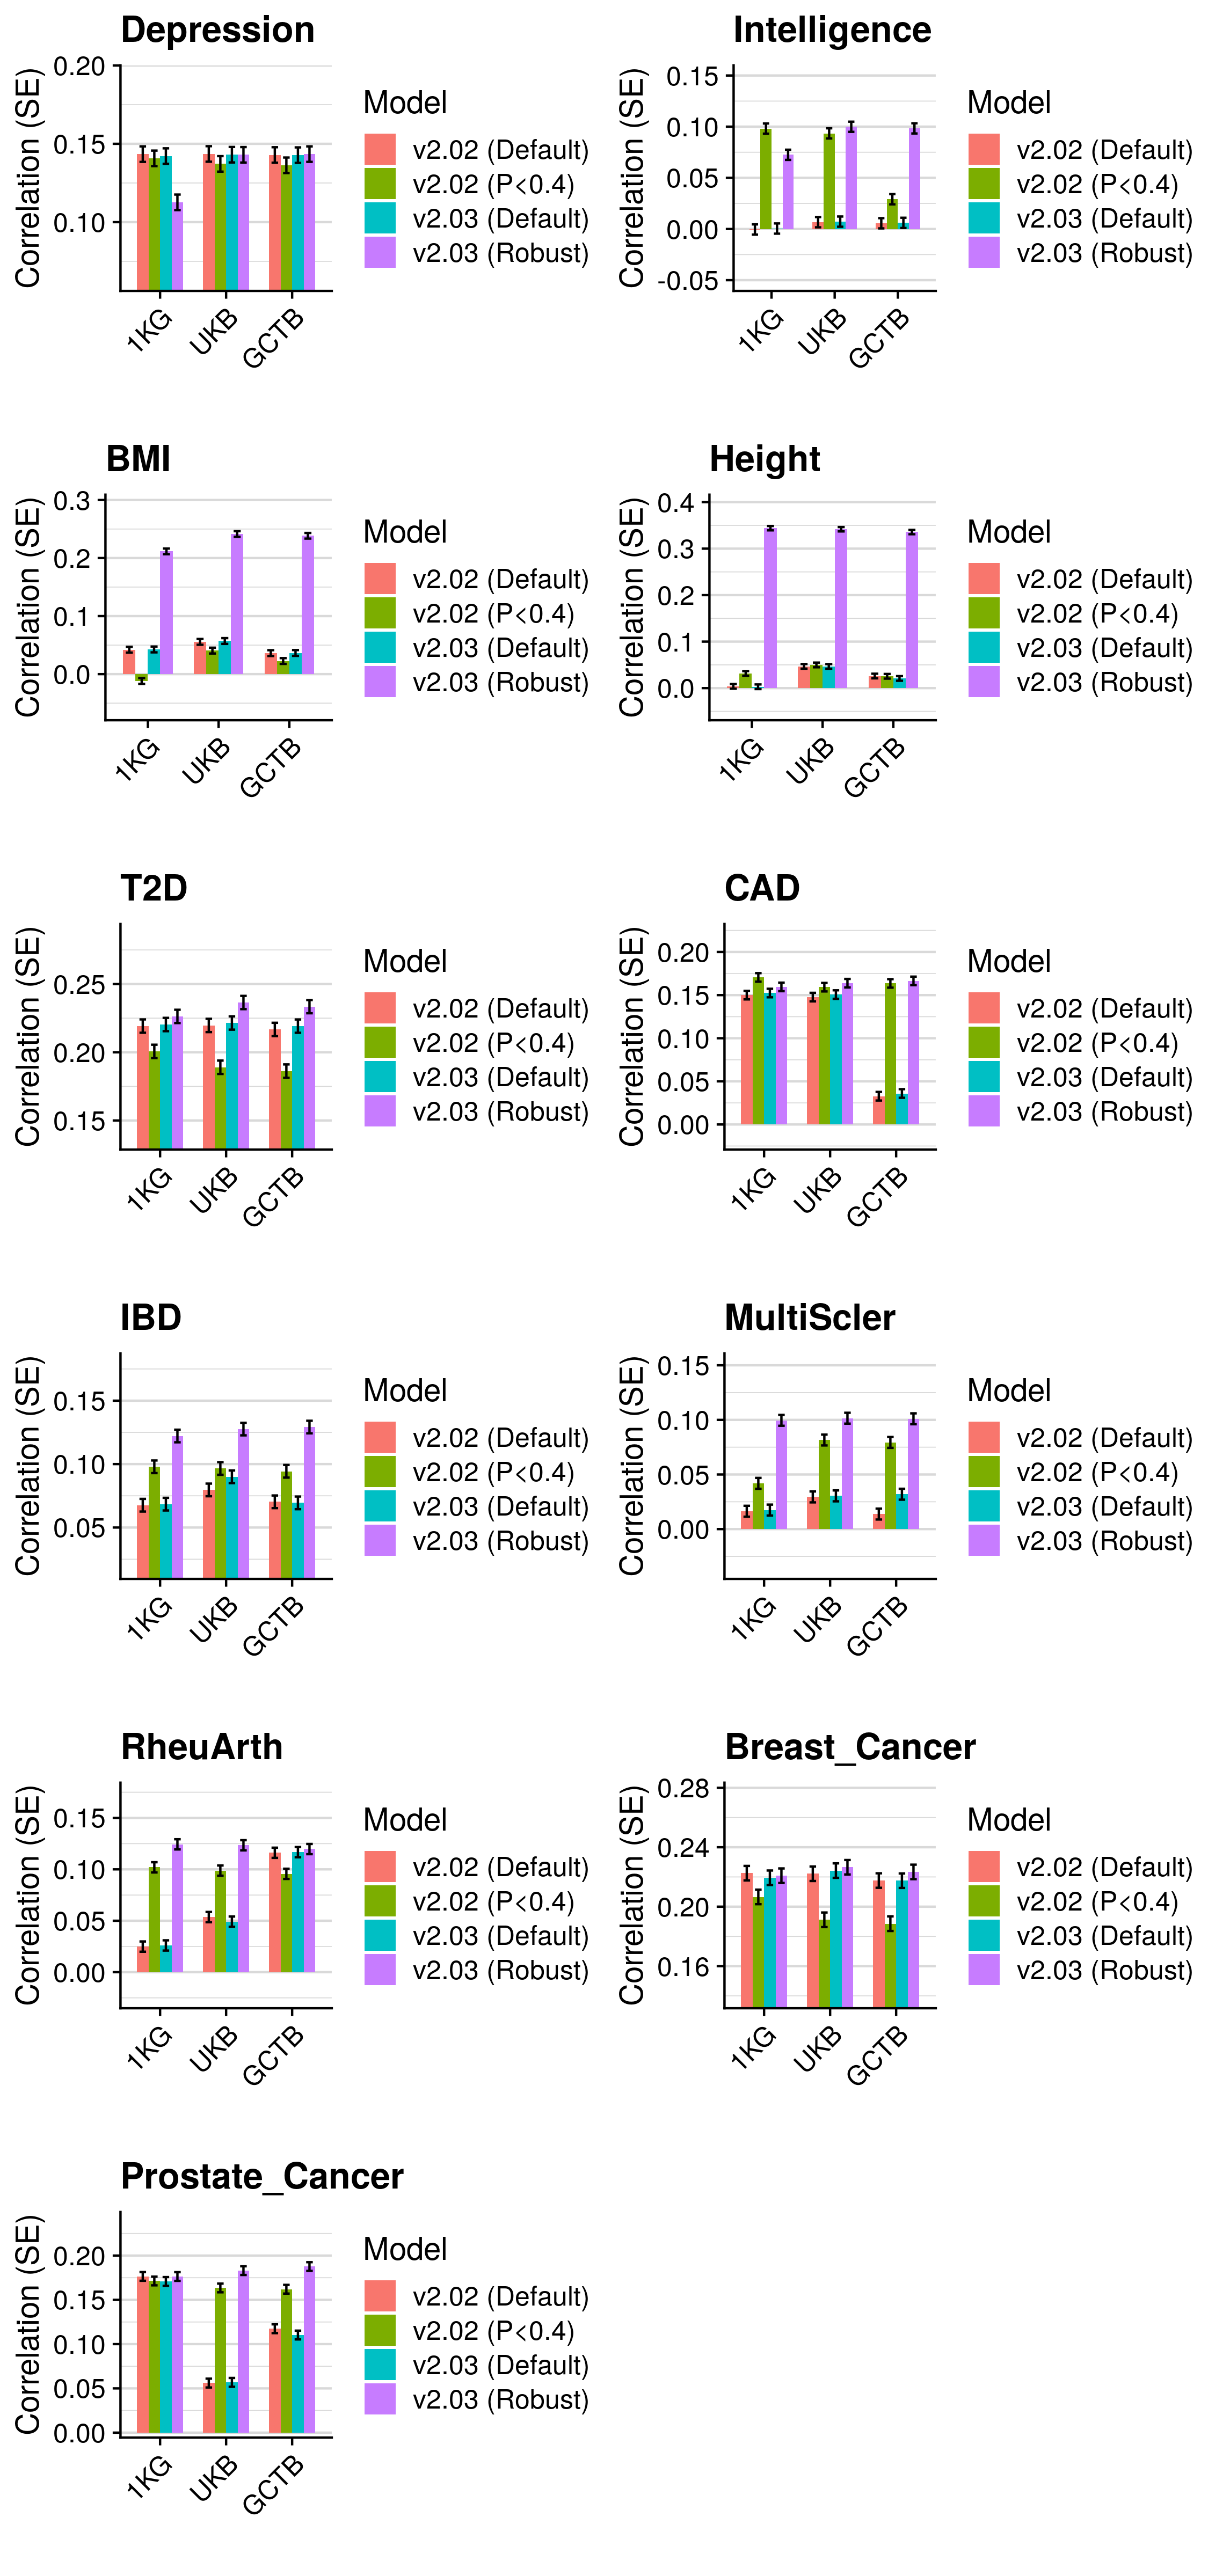 Depression
Correlation (SE)
0.20
0.15
0.10
1KG
UKB
GCTB
Model
v2.02 (Default)
v2.02 (P<0.4)
v2.03 (Default)
v2.03 (Robust)
Intelligence
Correlation (SE)
0.15
0.10
0.05
0.00
-0.05
1KG
UKB
GCTB
Model
v2.02 (Default)
v2.02 (P<0.4)
v2.03 (Default)
v2.03 (Robust)
BMI
Correlation (SE)
0.3
0.2
0.1
0.0
1KG
UKB
GCTB
Model
v2.02 (Default)
v2.02 (P<0.4)
v2.03 (Default)
v2.03 (Robust)
Height
Correlation (SE)
0.4
0.3
0.2
0.1
0.0
1KG
UKB
GCTB
Model
v2.02 (Default)
v2.02 (P<0.4)
v2.03 (Default)
v2.03 (Robust)
T2D
Correlation (SE)
0.25
0.20
0.15
1KG
UKB
GCTB
Model
v2.02 (Default)
v2.02 (P<0.4)
v2.03 (Default)
v2.03 (Robust)
CAD
Correlation (SE)
0.20
0.15
0.10
0.05
0.00
1KG
UKB
GCTB
Model
v2.02 (Default)
v2.02 (P<0.4)
v2.03 (Default)
v2.03 (Robust)
IBD
Correlation (SE)
0.15
0.10
0.05
1KG
UKB
GCTB
Model
v2.02 (Default)
v2.02 (P<0.4)
v2.03 (Default)
v2.03 (Robust)
MultiScler
Correlation (SE)
0.15
0.10
0.05
0.00
1KG
UKB
GCTB
Model
v2.02 (Default)
v2.02 (P<0.4)
v2.03 (Default)
v2.03 (Robust)
RheuArth
Correlation (SE)
0.15
0.10
0.05
0.00
1KG
UKB
GCTB
Model
v2.02 (Default)
v2.02 (P<0.4)
v2.03 (Default)
v2.03 (Robust)
Breast_Cancer
Correlation (SE)
0.28
0.24
0.20
0.16
1KG
UKB
GCTB
Model
v2.02 (Default)
v2.02 (P<0.4)
v2.03 (Default)
v2.03 (Robust)
Prostate_Cancer
Correlation (SE)
0.20
0.15
0.10
0.05
0.00
1KG
UKB
GCTB
Model
v2.02 (Default)
v2.02 (P<0.4)
v2.03 (Default)
v2.03 (Robust)